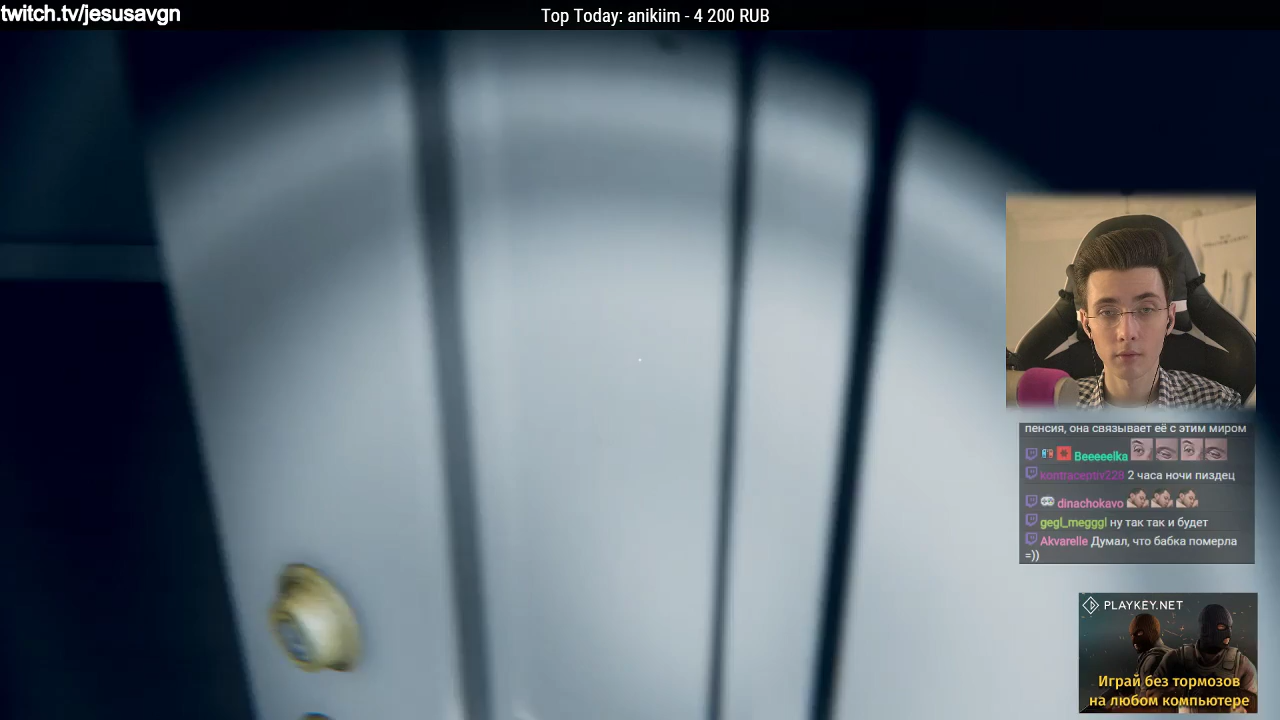 twitch.tv/jesusavgn
Top Today: anikiim - 4 200 RUB
пенсия, она связывает её с этим миром
Beeeeelka
kontraceptiv228 2 часа ночи пиздец
dinachokavo
gegl_megggl ну так так и будет
Akvarelle Думал, что бабка померла
=))
PLAYKEY.NET
Играй без тормозов
на любом компьютере